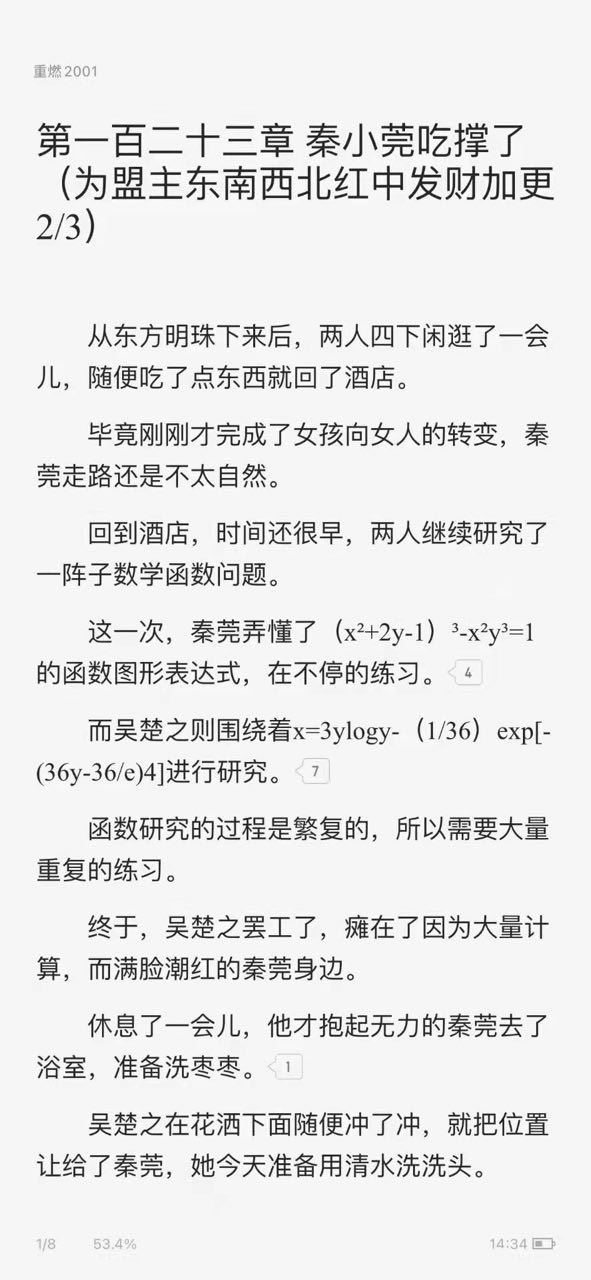 重燃2001
第一百二十三章 秦小莞吃撑了
（为盟主东南西北红中发财加更
2/3）
从东方明珠下来后，两人四下闲逛了一会
儿，随便吃了点东西就回了酒店。
毕竟刚刚才完成了女孩向女人的转变，秦
莞走路还是不太自然。
回到酒店，时间还很早，两人继续研究了
一阵子数学函数问题。
这一次，秦莞弄懂了（x²+2y-1）³-x²y³=1
的函数图形表达式，在不停的练习。 4
而吴楚之则围绕着x=3ylogy-（1/36）exp[-
(36y-36/e)4]进行研究。 7
函数研究的过程是繁复的，所以需要大量
重复的练习。
终于，吴楚之罢工了，瘫在了因为大量计
算，而满脸潮红的秦莞身边。
休息了一会儿，他才抱起无力的秦莞去了
浴室，准备洗枣枣。 1
吴楚之在花洒下面随便冲了冲，就把位置
让给了秦莞，她今天准备用清水洗洗头。
1/8 53.4% 14:34